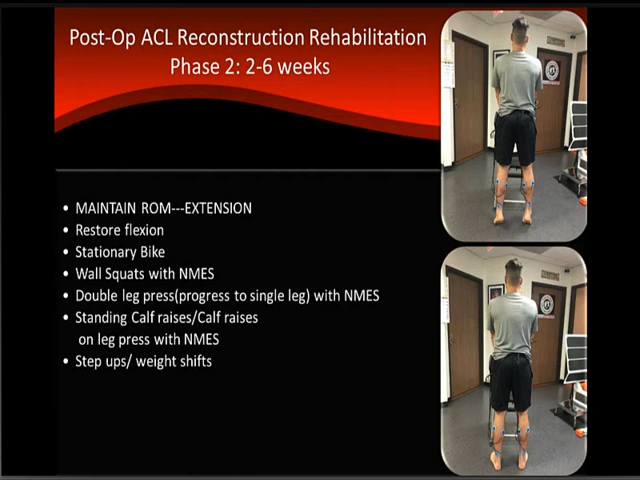 Post-Op ACL Reconstruction Rehabilitation
Phase 2: 2-6 weeks
• MAINTAIN ROM---EXTENSION
• Restore flexion
• Stationary Bike
• Wall Squats with NMES
• Double leg press(progress to single leg) with NMES
• Standing Calf raises/Calf raises
on leg press with NMES
• Step ups/ weight shifts